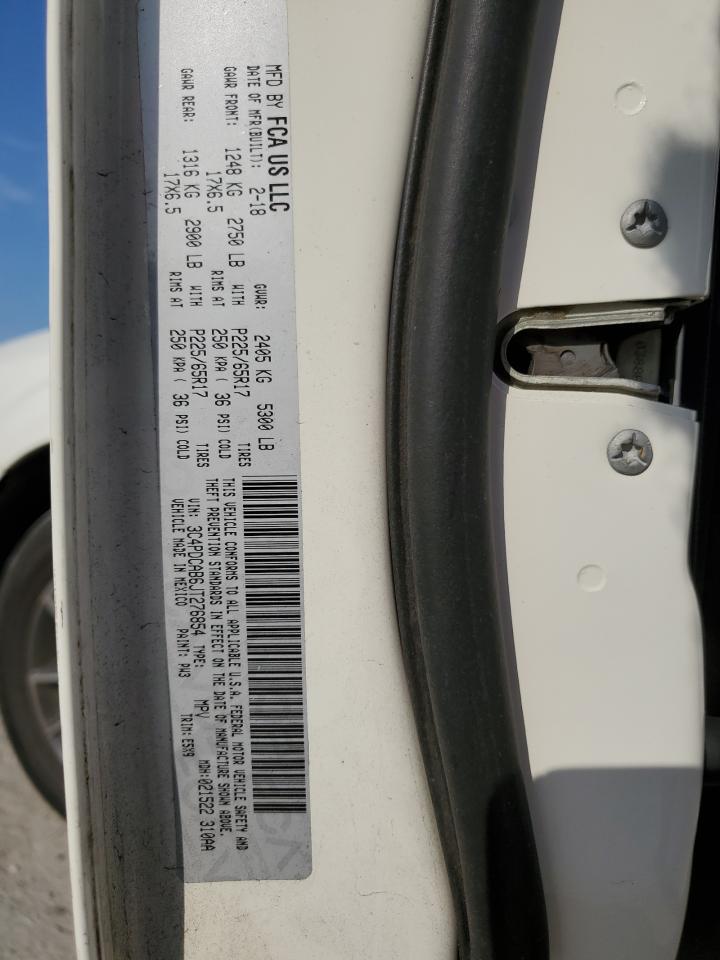 MFD BY FCA US LLC
DATE OF MFR(BUILT): 2-18 GVWR: 2405 KG 5300 LB
GAWR FRONT: 1248 KG 2750 LB WITH P225/65R17 TIRES
17X6.5 RIMS AT 250 KPA ( 36 PSI) COLD
GAWR REAR: 1316 KG 2900 LB WITH P225/65R17 TIRES
17X6.5 RIMS AT 250 KPA ( 36 PSI) COLD
THIS VEHICLE CONFORMS TO ALL APPLICABLE U.S.A. FEDERAL MOTOR VEHICLE SAFETY AND
THEFT PREVENTION STANDARDS IN EFFECT ON THE DATE OF MANUFACTURE SHOWN ABOVE.
VIN: 3C4PDCAB6JT276854 TYPE: MPV MDH:021522 310AA
VEHICLE MADE IN MEXICO PAINT: PW3 TRIM: E5X9